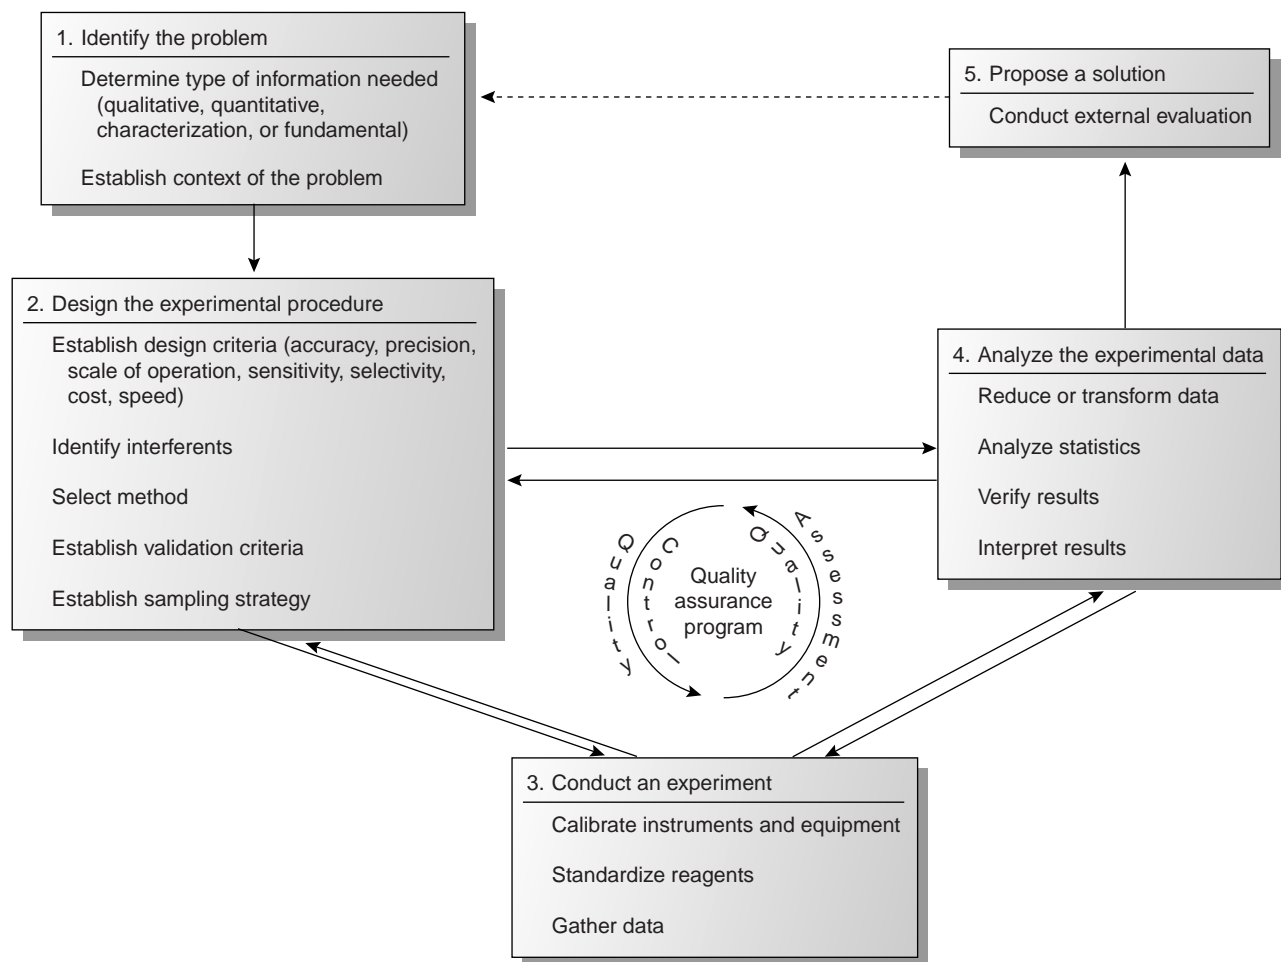 1. Identify the problem
Determine type of information needed
(qualitative, quantitative,
characterization, or fundamental)
Establish context of the problem
5. Propose a solution
Conduct external evaluation
2. Design the experimental procedure
Establish design criteria (accuracy, precision,
scale of operation, sensitivity, selectivity,
cost, speed)
Identify interferents
Select method
Establish validation criteria
Establish sampling strategy
4. Analyze the experimental data
Reduce or transform data
Analyze statistics
Verify results
Interpret results
Quality
Control
Quality
assurance
program
Quality
Assessment
3. Conduct an experiment
Calibrate instruments and equipment
Standardize reagents
Gather data